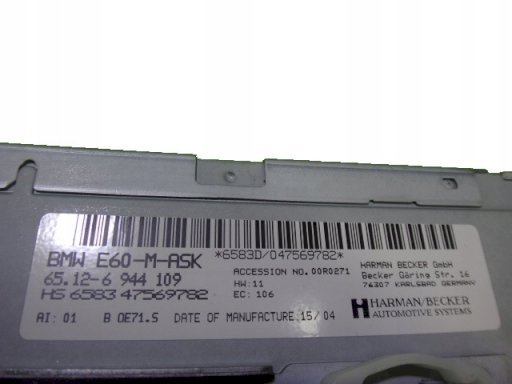 BMW E60-M-ASK *6583D/047569782*
65.12-6 944 109
HS 6583 47569782
ACCESSION NO. 00R0271
HW: 11
EC: 106
HARMAN BECKER GmbH
Becker Göring Str. 16
76307 KARLSBAD GERMANY
HARMAN/BECKER
AUTOMOTIVE SYSTEMS
AI: 01 B OE71.5 DATE OF MANUFACTURE.15/04